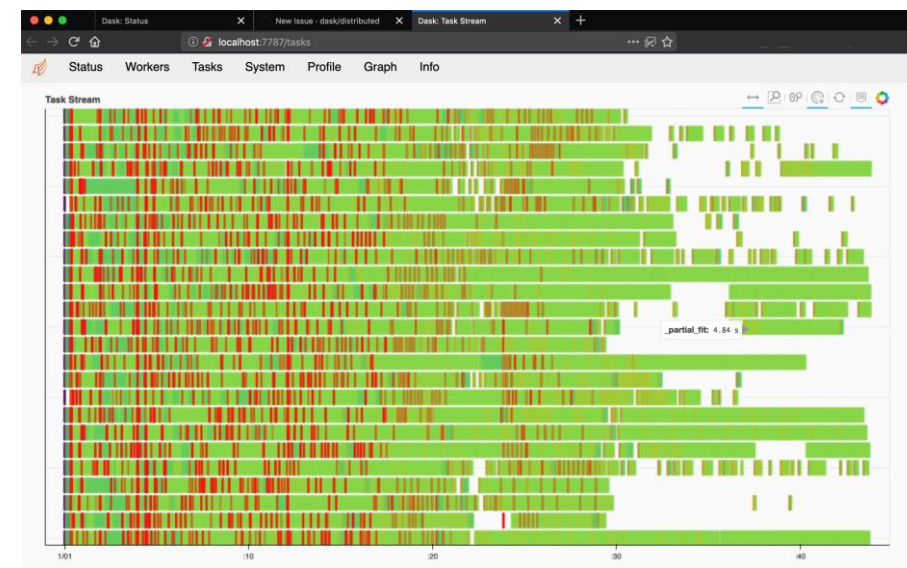 Dask: Status
New Issue - dask/distributed
Dask: Task Stream
localhost:7787/tasks
Status Workers Tasks System Profile Graph Info
Task Stream
_partial_fit: 4.84 s
1/01 :10 :20 :30 :40